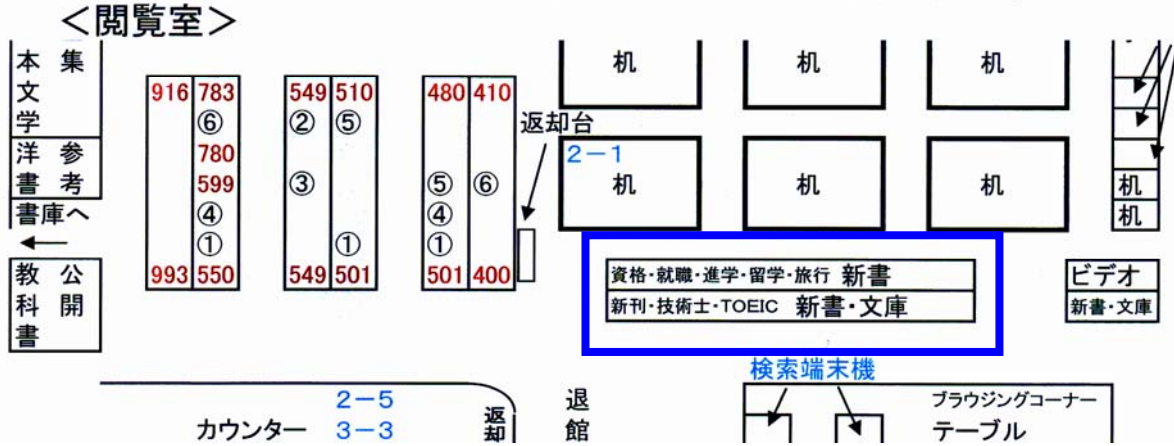 ＜閲覧室＞
本 集
文
学
洋 参
書 考
書庫へ
教 公
科 開
書
916 783
⑥
780
599
④
①
993 550
549 510
② ⑤
③
①
549 501
480 410
⑤ ⑥
④
①
501 400
返却台
机 机 机
2－1
机 机 机
机
机
資格・就職・進学・留学・旅行 新書
新刊・技術士・TOEIC 新書・文庫
ビデオ
新書・文庫
検索端末機
2－5
カウンター 3－3
返
却
退
館
ブラウジングコーナー
テーブル